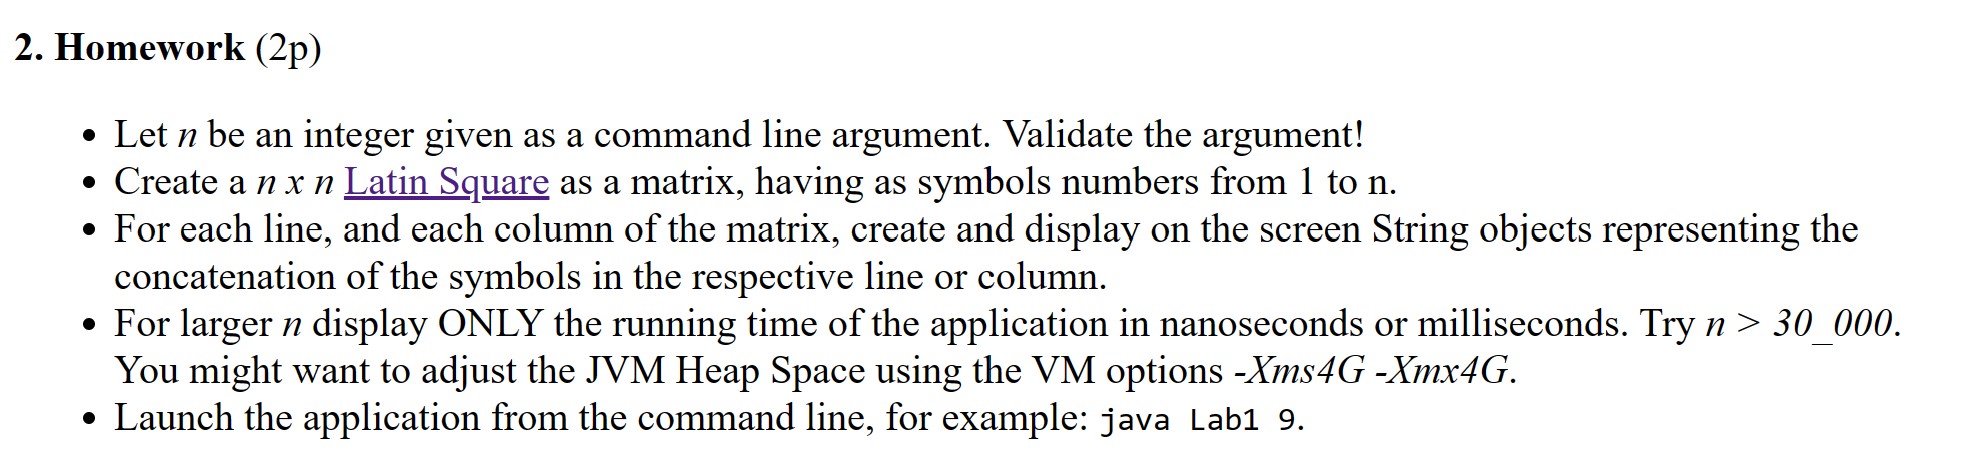 2. Homework (2p)
• Let n be an integer given as a command line argument. Validate the argument!
• Create a n x n Latin Square as a matrix, having as symbols numbers from 1 to n.
• For each line, and each column of the matrix, create and display on the screen String objects representing the
concatenation of the symbols in the respective line or column.
• For larger n display ONLY the running time of the application in nanoseconds or milliseconds. Try n > 30_000.
You might want to adjust the JVM Heap Space using the VM options -Xms4G -Xmx4G.
• Launch the application from the command line, for example: java Lab1 9.